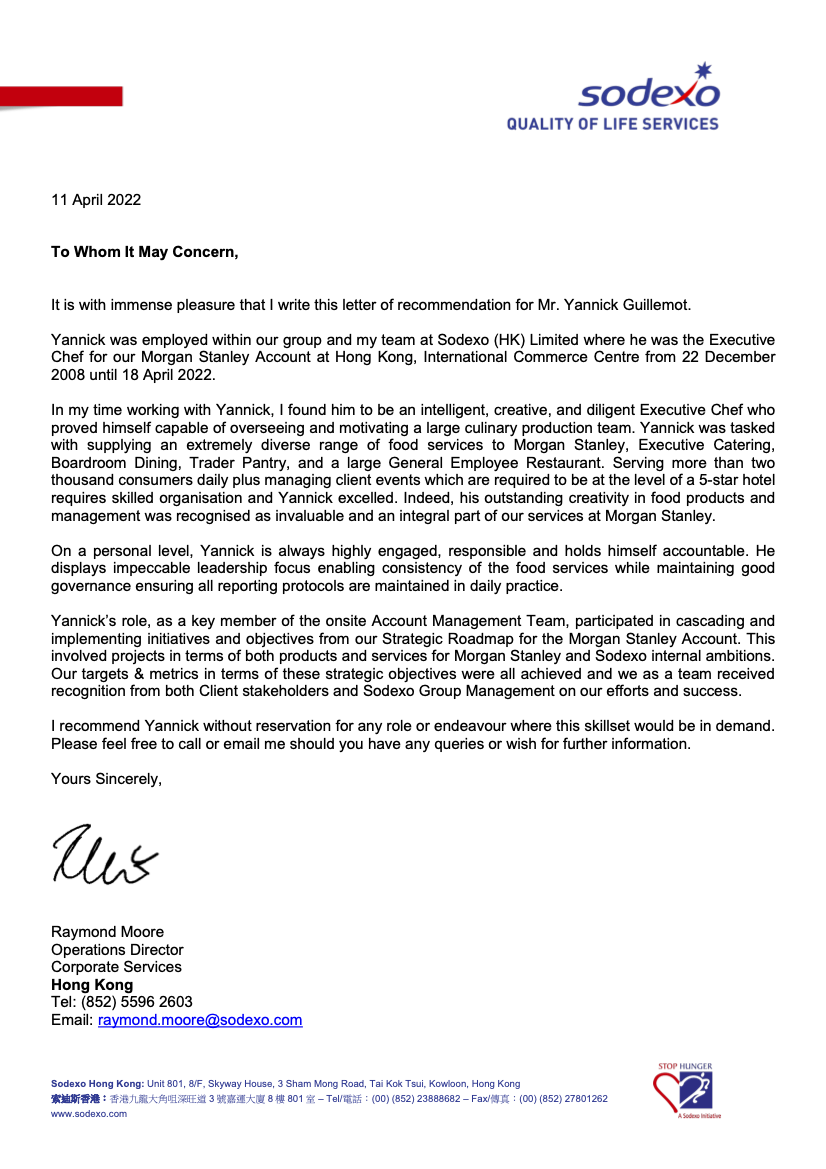 sodexo
QUALITY OF LIFE SERVICES
11 April 2022
To Whom It May Concern,
It is with immense pleasure that I write this letter of recommendation for Mr. Yannick Guillemot.
Yannick was employed within our group and my team at Sodexo (HK) Limited where he was the Executive
Chef for our Morgan Stanley Account at Hong Kong, International Commerce Centre from 22 December
2008 until 18 April 2022.
In my time working with Yannick, I found him to be an intelligent, creative, and diligent Executive Chef who
proved himself capable of overseeing and motivating a large culinary production team. Yannick was tasked
with supplying an extremely diverse range of food services to Morgan Stanley, Executive Catering,
Boardroom Dining, Trader Pantry, and a large General Employee Restaurant. Serving more than two
thousand consumers daily plus managing client events which are required to be at the level of a 5-star hotel
requires skilled organisation and Yannick excelled. Indeed, his outstanding creativity in food products and
management was recognised as invaluable and an integral part of our services at Morgan Stanley.
On a personal level, Yannick is always highly engaged, responsible and holds himself accountable. He
displays impeccable leadership focus enabling consistency of the food services while maintaining good
governance ensuring all reporting protocols are maintained in daily practice.
Yannick’s role, as a key member of the onsite Account Management Team, participated in cascading and
implementing initiatives and objectives from our Strategic Roadmap for the Morgan Stanley Account. This
involved projects in terms of both products and services for Morgan Stanley and Sodexo internal ambitions.
Our targets & metrics in terms of these strategic objectives were all achieved and we as a team received
recognition from both Client stakeholders and Sodexo Group Management on our efforts and success.
I recommend Yannick without reservation for any role or endeavour where this skillset would be in demand.
Please feel free to call or email me should you have any queries or wish for further information.
Yours Sincerely,
Raymond Moore
Operations Director
Corporate Services
Hong Kong
Tel: (852) 5596 2603
Email: raymond.moore@sodexo.com
STOP HUNGER
A Sodexo Initiative
Sodexo Hong Kong: Unit 801, 8/F, Skyway House, 3 Sham Mong Road, Tai Kok Tsui, Kowloon, Hong Kong
索迪斯香港：香港九龍大角咀深旺道 3 號嘉運大廈 8 樓 801 室 – Tel/電話：(00) (852) 23888682 – Fax/傳真：(00) (852) 27801262
www.sodexo.com